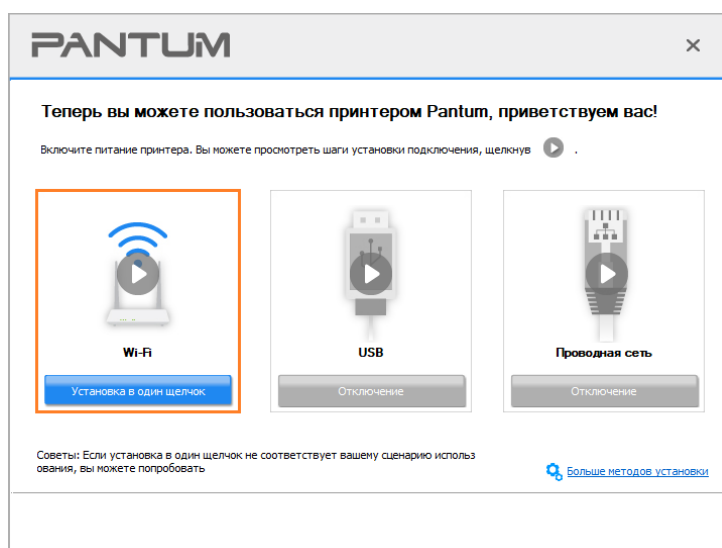 PANTUM
Теперь вы можете пользоваться принтером Pantum, приветствуем вас!
Включите питание принтера. Вы можете просмотреть шаги установки подключения, щелкнув .
Wi-Fi
USB
Проводная сеть
Установка в один щелчок
Отключение
Отключение
Советы: Если установка в один щелчок не соответствует вашему сценарию использ
ования, вы можете попробовать
Больше методов установки